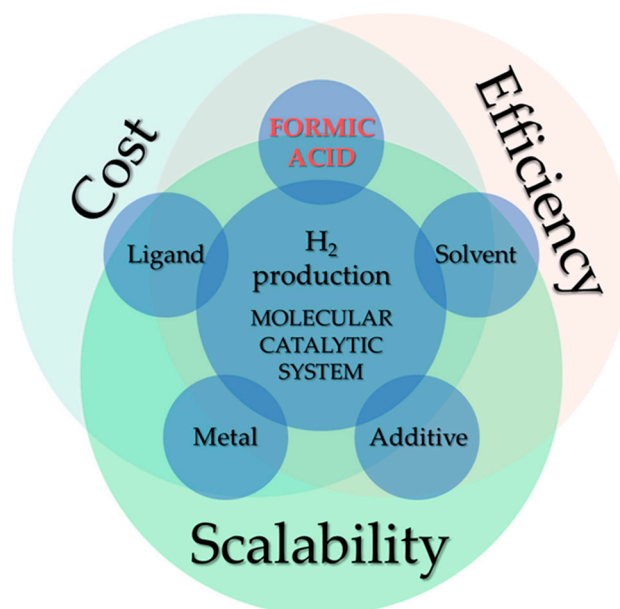 Cost
Efficiency
FORMIC
ACID
Ligand
H₂
production
MOLECULAR
CATALYTIC
SYSTEM
Solvent
Metal
Additive
Scalability